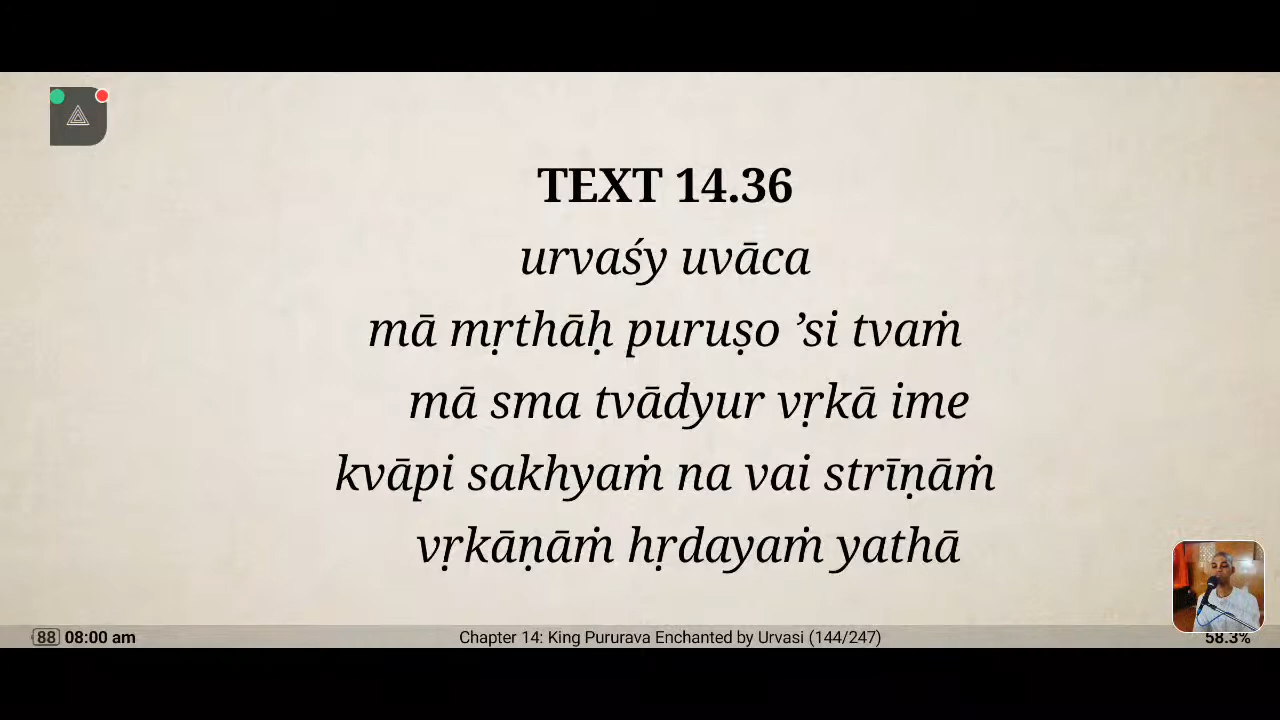 TEXT 14.36
urvaśy uvāca
mā mṛthāḥ puruṣo ’si tvaṁ
mā sma tvādyur vṛkā ime
kvāpi sakhyaṁ na vai strīṇāṁ
vṛkāṇāṁ hṛdayaṁ yathā
88 08:00 am
Chapter 14: King Pururava Enchanted by Urvasi (144/247)
58.3%